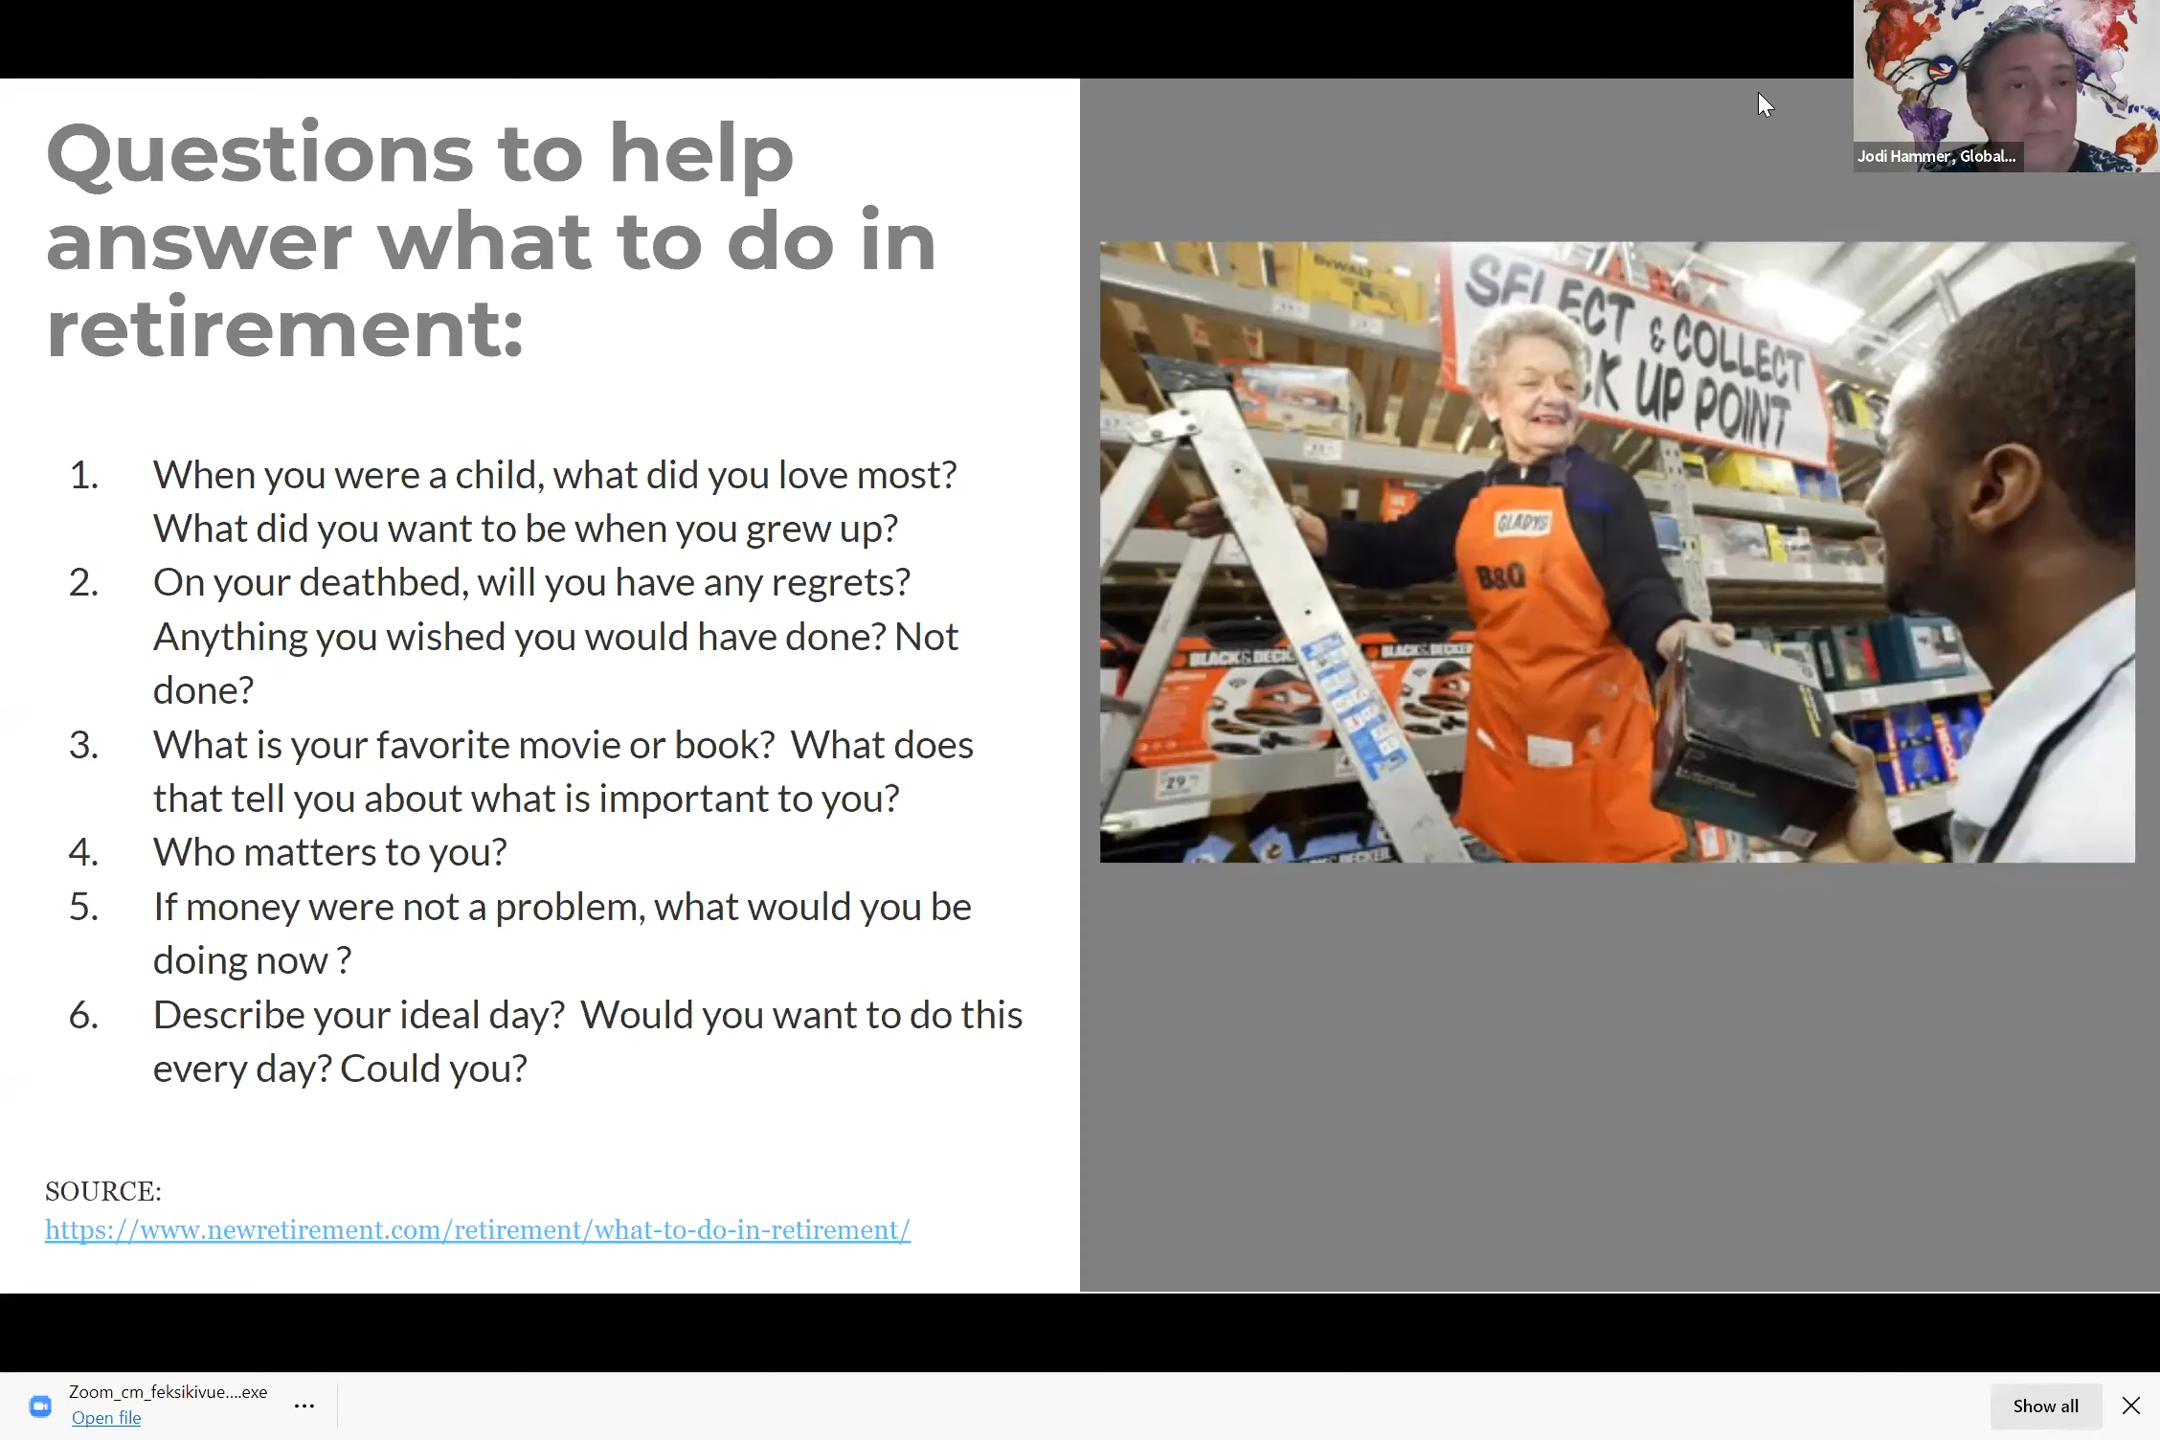 Questions to help
answer what to do in
retirement:
1. When you were a child, what did you love most?
What did you want to be when you grew up?
2. On your deathbed, will you have any regrets?
Anything you wished you would have done? Not
done?
3. What is your favorite movie or book? What does
that tell you about what is important to you?
4. Who matters to you?
5. If money were not a problem, what would you be
doing now ?
6. Describe your ideal day? Would you want to do this
every day? Could you?
SOURCE:
https://www.newretirement.com/retirement/what-to-do-in-retirement/
Jodi Hammer, Global...
DEWALT
SELECT & COLLECT
UP POINT
GLADYS
B&Q
BLACK & DECKER
BLACK & DECKER
29
Zoom_cm_feksikivue....exe
Open file
Show all